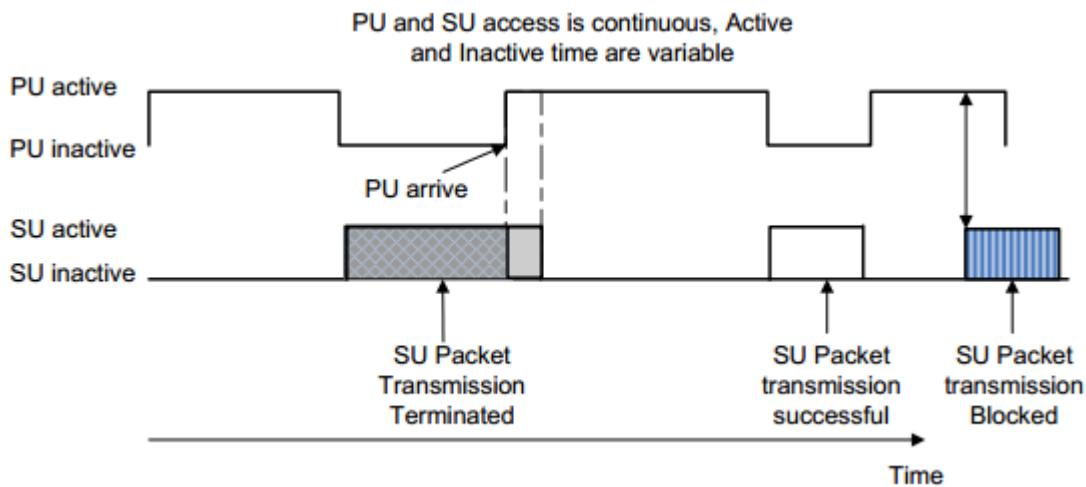 PU and SU access is continuous, Active
and Inactive time are variable
PU active
PU inactive
PU arrive
SU active
SU inactive
SU Packet
Transmission
Terminated
SU Packet
transmission
successful
SU Packet
transmission
Blocked
Time